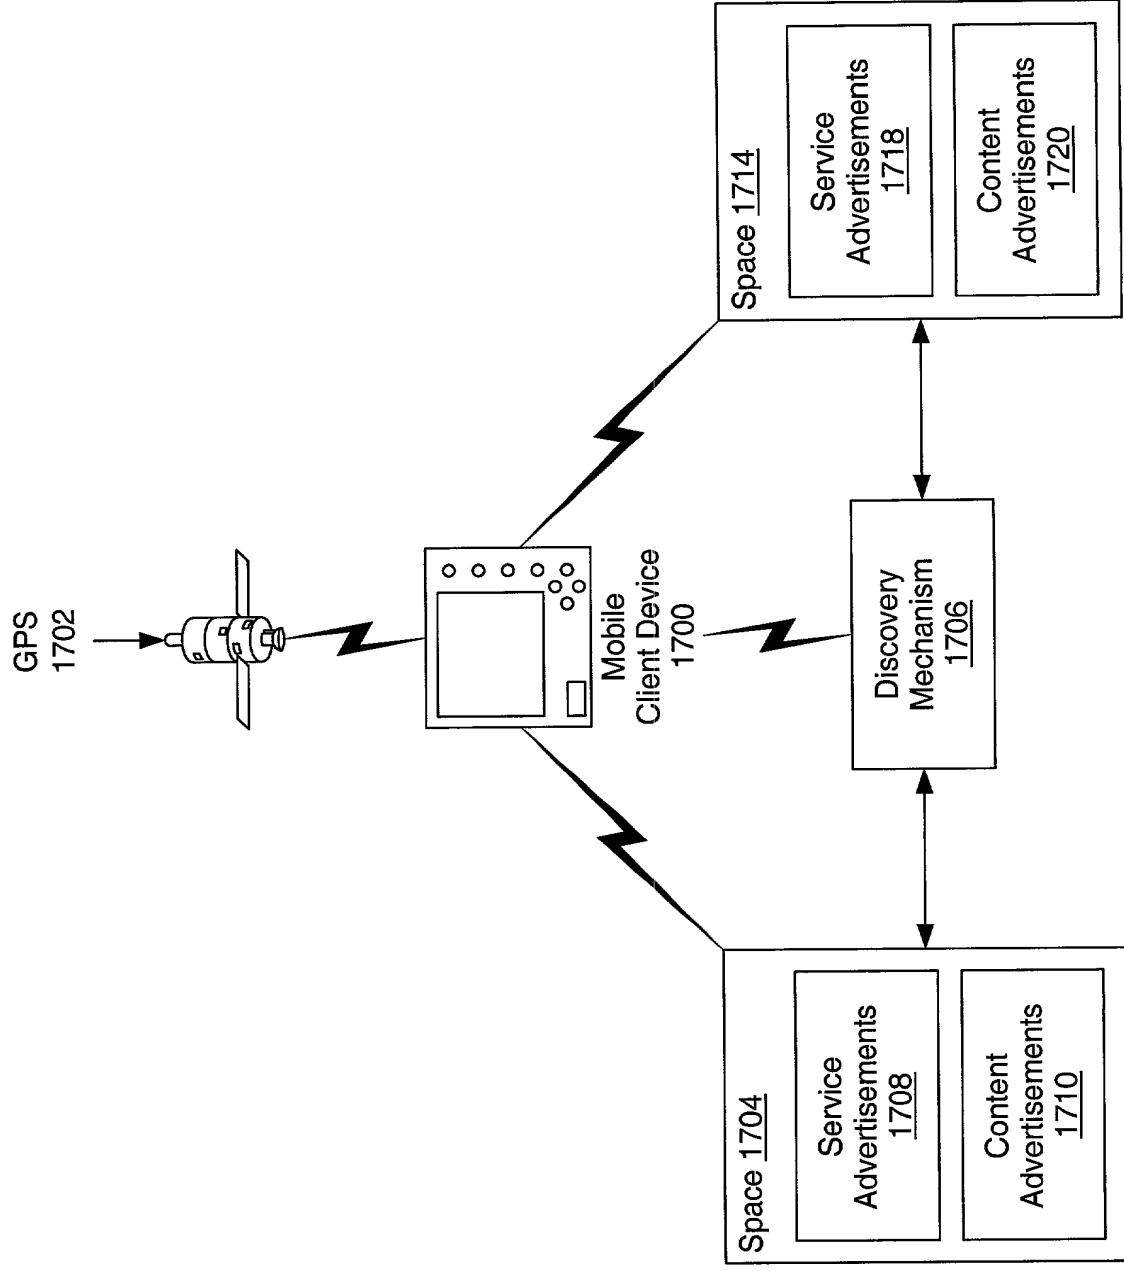 GPS
1702
Mobile
Client Device
1700
Space 1704
Service
Advertisements
1708
Content
Advertisements
1710
Discovery
Mechanism
1706
Space 1714
Service
Advertisements
1718
Content
Advertisements
1720